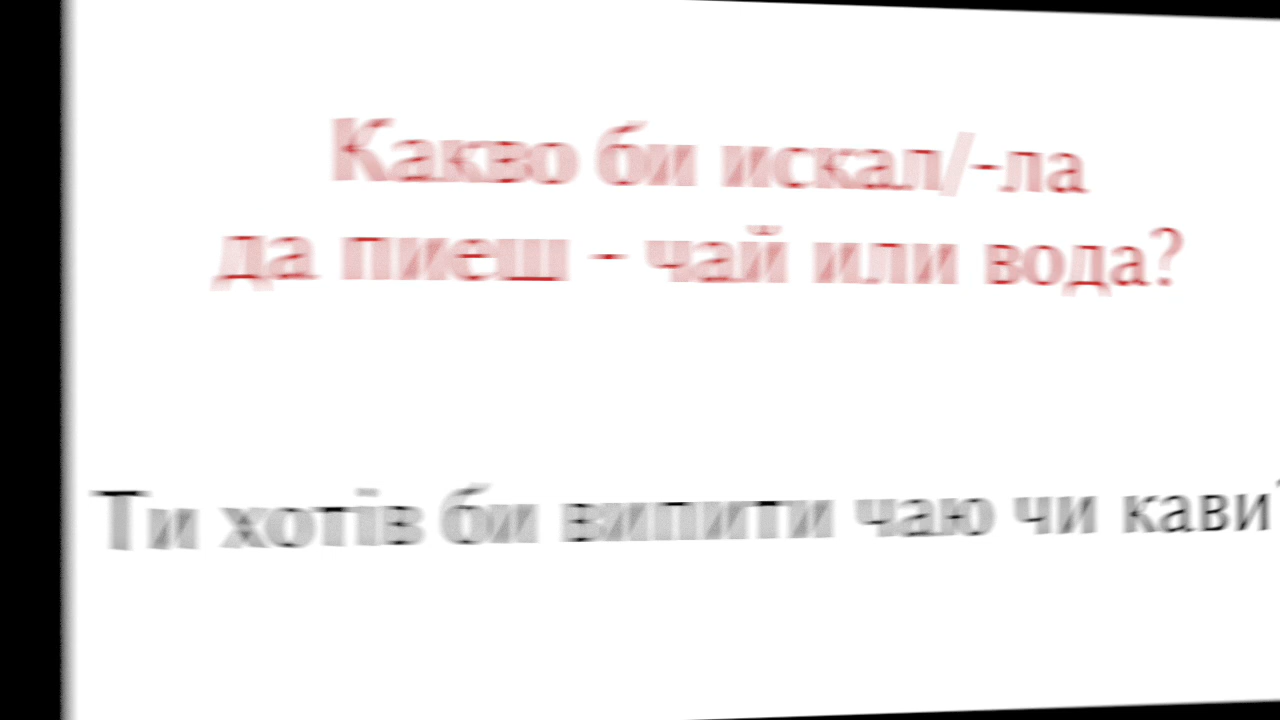 Какво би искал/-ла
да пиеш - чай или вода?
Ти хотів би випити чаю чи кави?